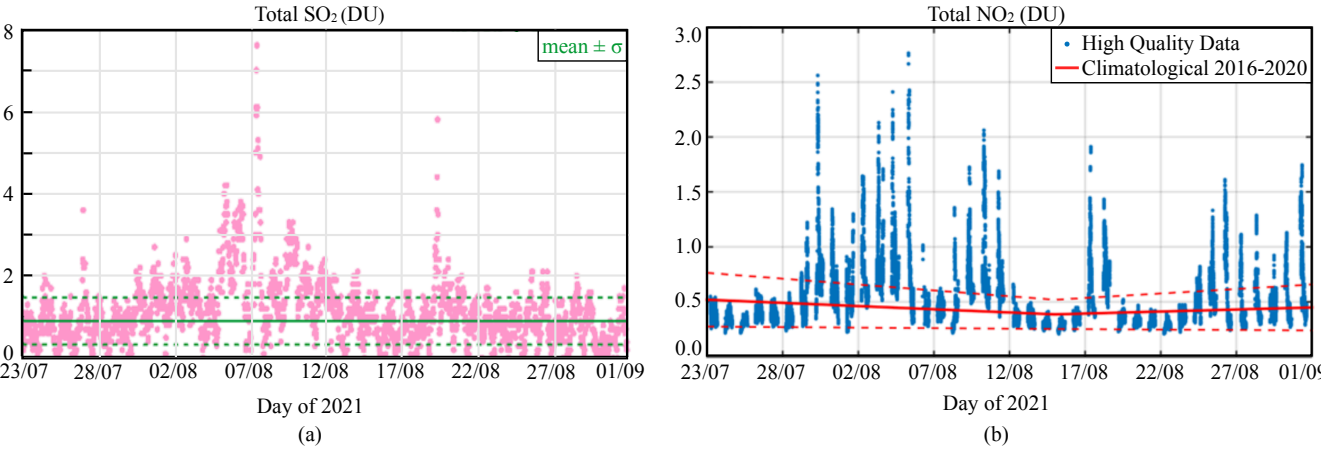 Total SO₂ (DU)
8
6
4
2
0
mean ± σ
23/07 28/07 02/08 07/08 12/08 17/08 22/08 27/08 01/09
Day of 2021
(a)
Total NO₂ (DU)
3.0
2.5
2.0
1.5
1.0
0.5
0.0
High Quality Data
Climatological 2016-2020
23/07 28/07 02/08 07/08 12/08 17/08 22/08 27/08 01/09
Day of 2021
(b)